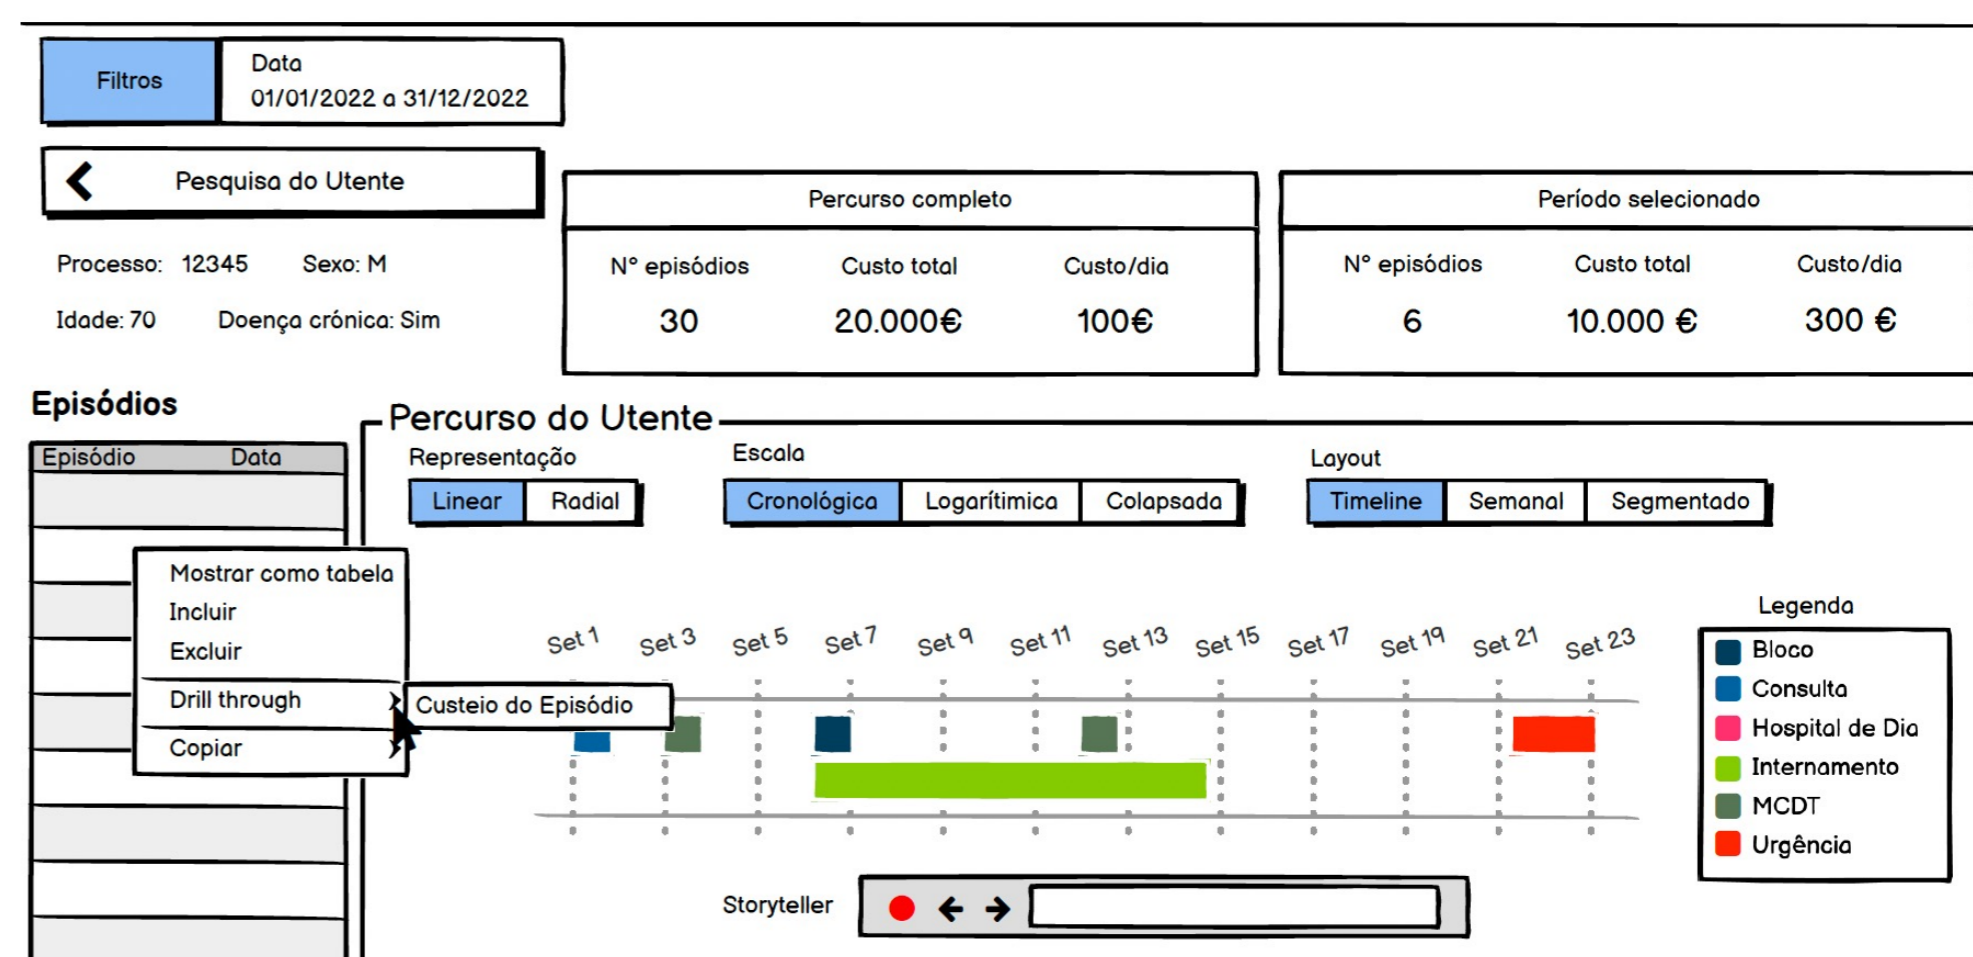 Filtros
Data
01/01/2022 a 31/12/2022
Pesquisa do Utente
Processo: 12345 Sexo: M
Idade: 70 Doença crónica: Sim
Percurso completo
Nº episódios Custo total Custo/dia
30 20.000€ 100€
Período selecionado
Nº episódios Custo total Custo/dia
6 10.000 € 300 €
Episódios
Episódio Data
Mostrar como tabela
Incluir
Excluir
Drill through
Copiar
Custeio do Episódio
Percurso do Utente
Representação
Linear Radial
Escala
Cronológica Logarítimica Colapsada
Layout
Timeline Semanal Segmentado
Set 1 Set 3 Set 5 Set 7 Set 9 Set 11 Set 13 Set 15 Set 17 Set 19 Set 21 Set 23
Legenda
Bloco
Consulta
Hospital de Dia
Internamento
MCDT
Urgência
Storyteller